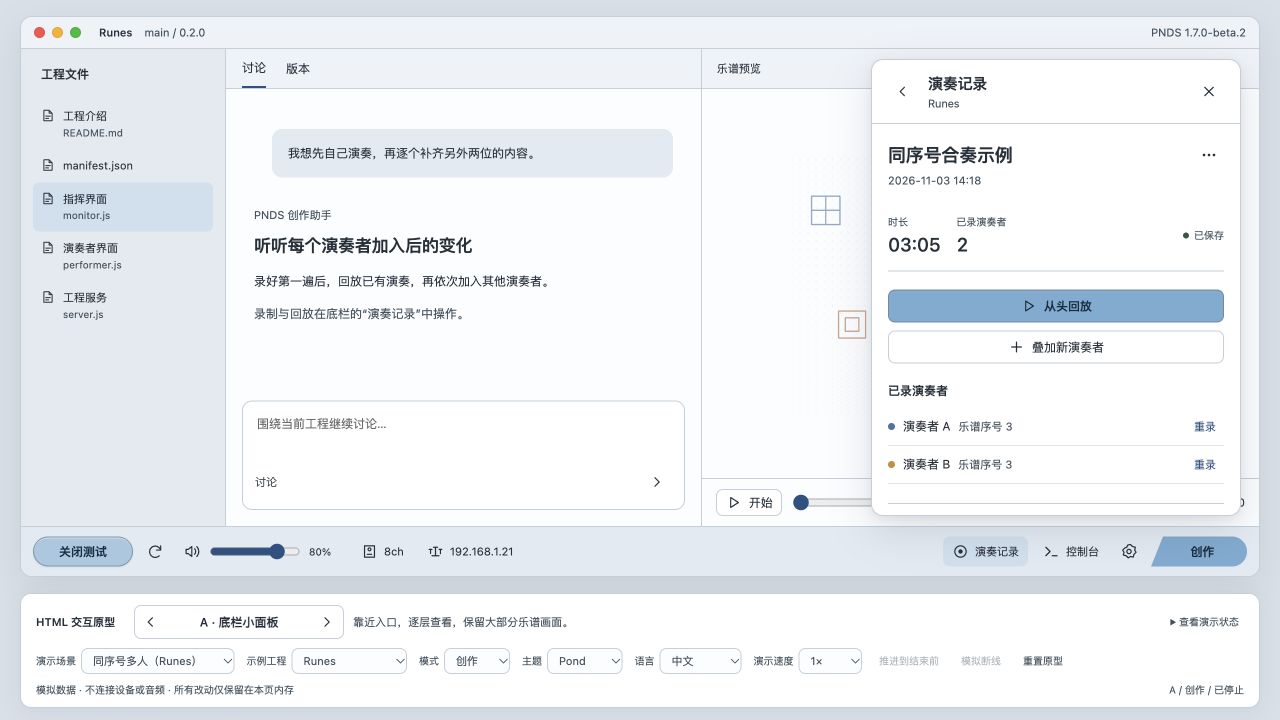 Runes main / 0.2.0
PNDS 1.7.0-beta.2
工程文件
工程介绍
README.md
manifest.json
指挥界面
monitor.js
演奏者界面
performer.js
工程服务
server.js
讨论 版本
我想先自己演奏，再逐个补齐另外两位的内容。
PNDS 创作助手
听听每个演奏者加入后的变化
录好第一遍后，回放已有演奏，再依次加入其他演奏者。
录制与回放在底栏的“演奏记录”中操作。
围绕当前工程继续讨论...
讨论
乐谱预览
开始
演奏记录
Runes
同序号合奏示例
2026-11-03 14:18
时长 已录演奏者
03:05 2
已保存
从头回放
叠加新演奏者
已录演奏者
演奏者 A 乐谱序号 3 重录
演奏者 B 乐谱序号 3 重录
关闭测试 80% 8ch 192.168.1.21 演奏记录 控制台 创作
HTML 交互原型 A · 底栏小面板 靠近入口，逐层查看，保留大部分乐谱画面。 查看演示状态
演示场景 同序号多人（Runes） 示例工程 Runes 模式 创作 主题 Pond 语言 中文 演示速度 1× 推进到结束前 模拟断线 重置原型
模拟数据 · 不连接设备或音频 · 所有改动仅保留在本页内存 A / 创作 / 已停止